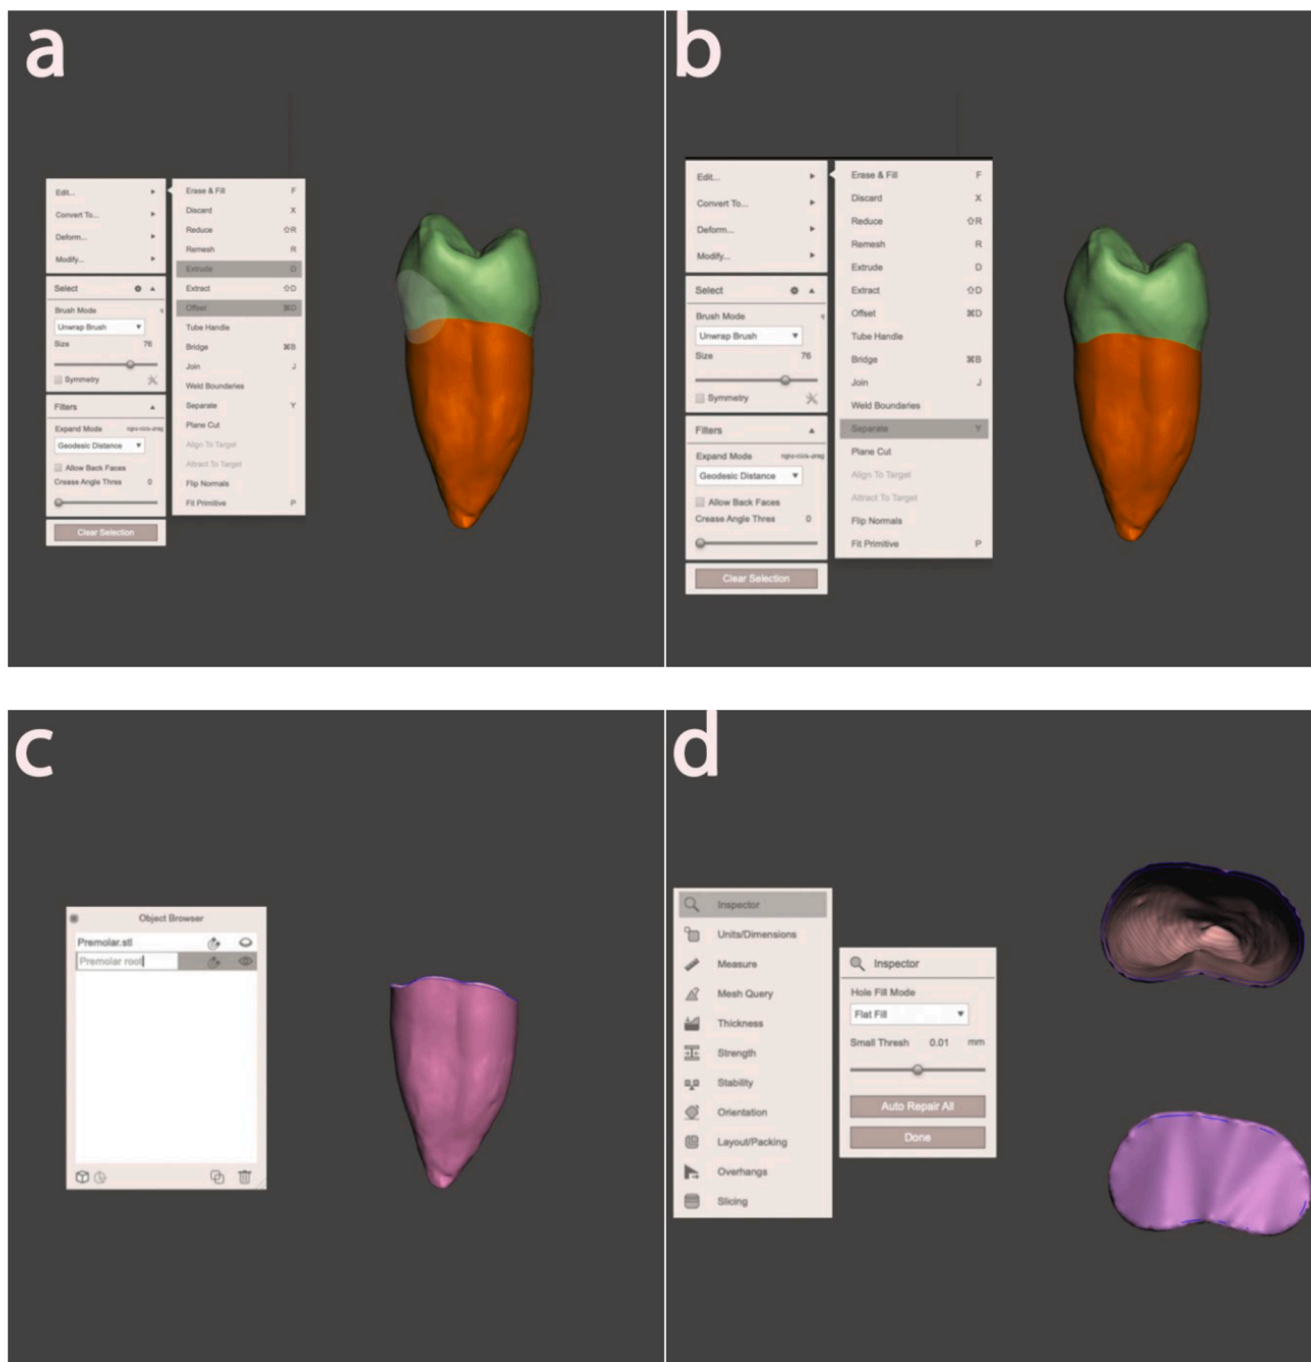 a
Edit...
Convert To...
Deform...
Modify...
Select
Brush Mode
Unwrap Brush
Size 76
Symmetry
Filters
Expand Mode
Geodesic Distance
Allow Back Faces
Crease Angle Thres 0
Clear Selection
Erase & Fill F
Discard X
Reduce ⇧R
Remesh R
Extrude D
Extract ⇧D
Offset ⌘D
Tube Handle
Bridge ⌘B
Join J
Weld Boundaries
Separate Y
Plane Cut
Align To Target
Attract To Target
Flip Normals
Fit Primitive P
b
Edit...
Convert To...
Deform...
Modify...
Select
Brush Mode
Unwrap Brush
Size 76
Symmetry
Filters
Expand Mode
Geodesic Distance
Allow Back Faces
Crease Angle Thres 0
Clear Selection
Erase & Fill F
Discard X
Reduce ⇧R
Remesh R
Extrude D
Extract ⇧D
Offset ⌘D
Tube Handle
Bridge ⌘B
Join J
Weld Boundaries
Separate Y
Plane Cut
Align To Target
Attract To Target
Flip Normals
Fit Primitive P
c
Object Browser
Premolar.stl
Premolar root
d
Inspector
Units/Dimensions
Measure
Mesh Query
Thickness
Strength
Stability
Orientation
Layout/Packing
Overhangs
Slicing
Inspector
Hole Fill Mode
Flat Fill
Small Thresh 0.01 mm
Auto Repair All
Done